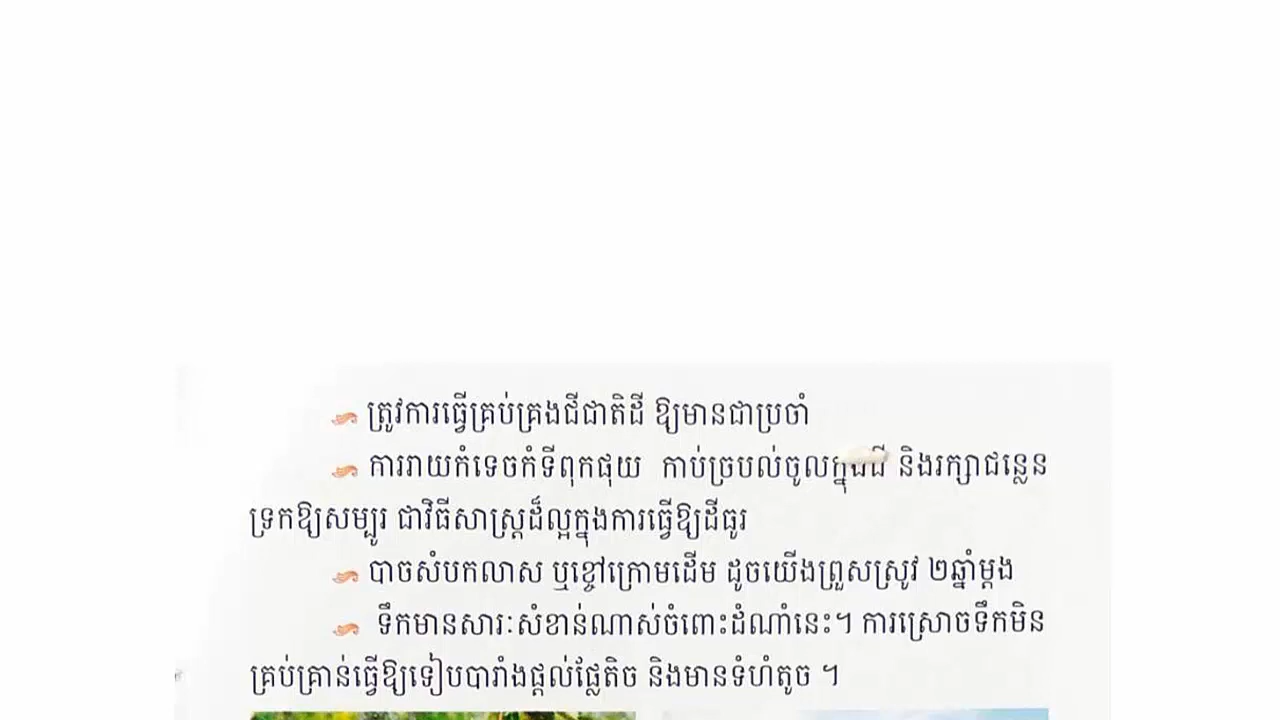 ត្រូវការធ្វើគ្រប់គ្រងជីជាតិដី ឱ្យមានជាប្រចាំ
ការរាយកំទេចកំទីពុកផុយ កាប់ច្របល់ចូលក្នុងដី និងរក្សាជន្លេន
ទ្រកឱ្យសម្បូរ ជាវិធីសាស្ត្រដ៏ល្អក្នុងការធ្វើឱ្យដីធូរ
បាចសំបកលាស ឬខ្ចៅក្រោមដើម ដូចយើងព្រួសស្រូវ ២ឆ្នាំម្ដង
ទឹកមានសារៈសំខាន់ណាស់ចំពោះដំណាំនេះ។ ការស្រោចទឹកមិន
គ្រប់គ្រាន់ធ្វើឱ្យទៀបបារាំងផ្ដល់ផ្លែតិច និងមានទំហំតូច ។